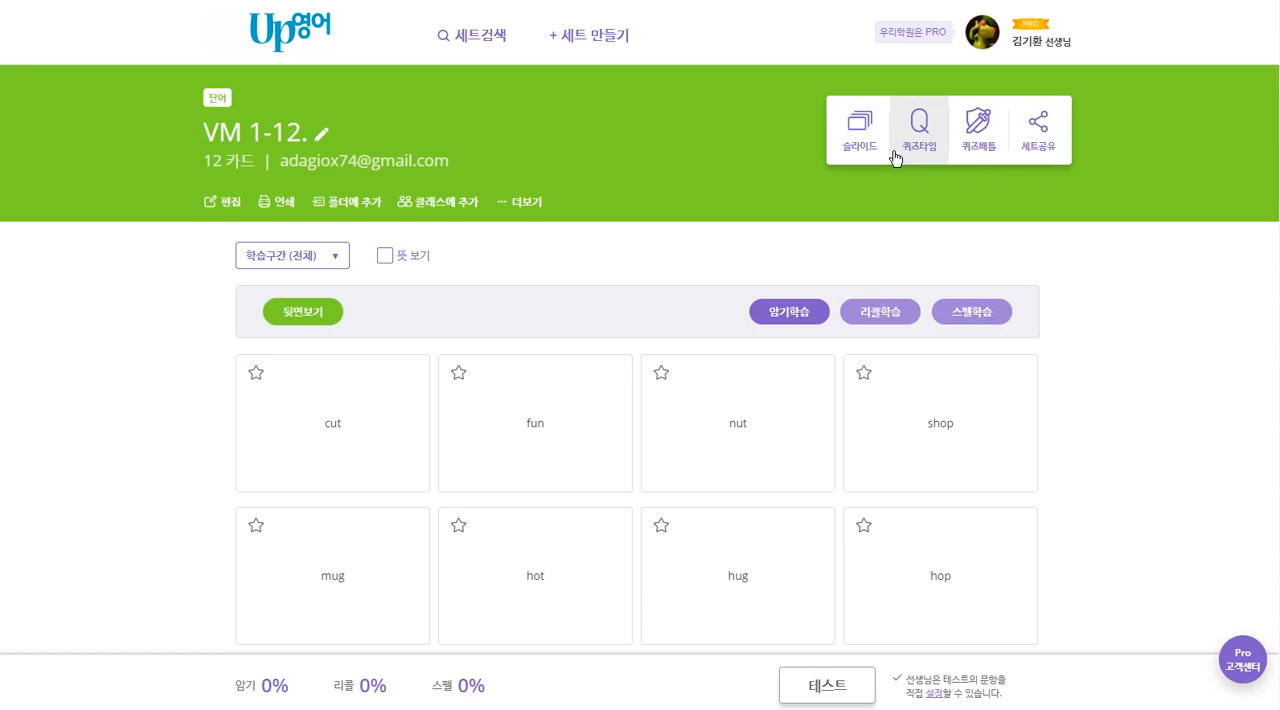 Up영어
세트검색
+ 세트 만들기
우리학원은 PRO
PRO
김기환 선생님
단어
VM 1-12.
12 카드 | adagiox74@gmail.com
슬라이드
퀴즈타임
퀴즈배틀
세트공유
편집
인쇄
폴더에 추가
클래스에 추가
··· 더보기
학습구간 (전체) ▼
뜻 보기
뒷면보기
암기학습
리콜학습
스펠학습
cut
fun
nut
shop
mug
hot
hug
hop
암기 0%
리콜 0%
스펠 0%
테스트
선생님은 테스트의 문항을
직접 설정할 수 있습니다.
Pro
고객센터